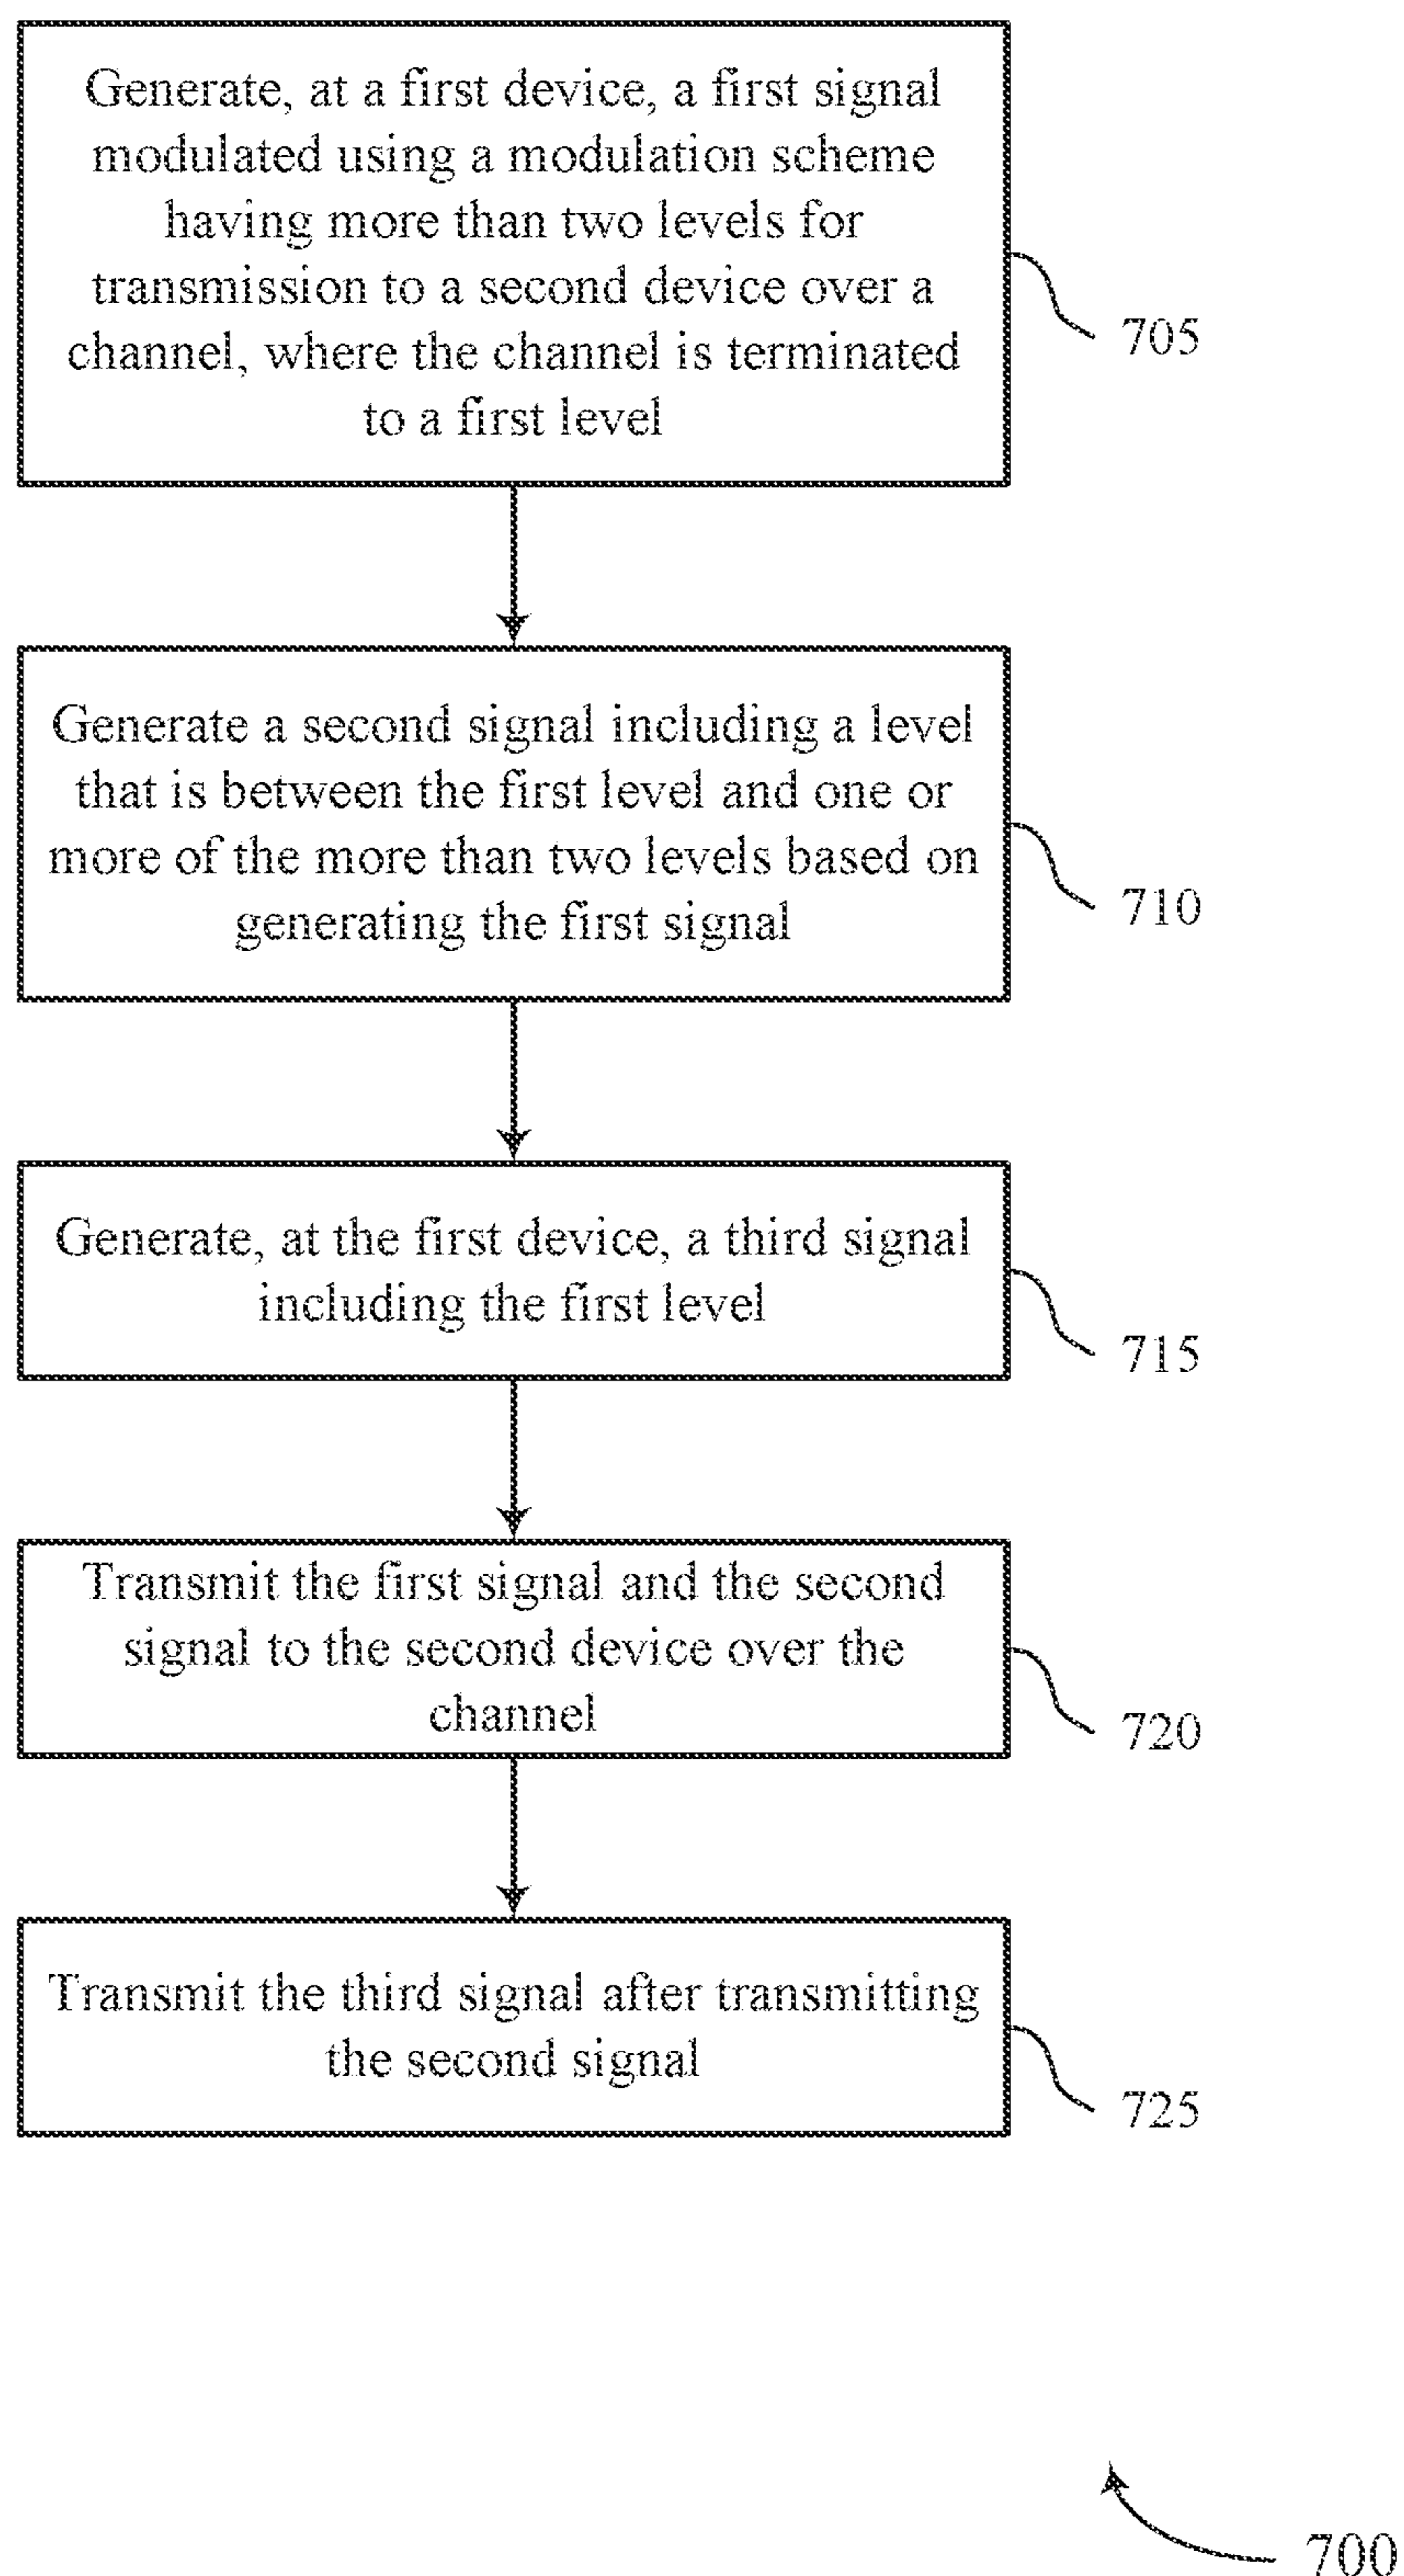 Generate, at a first device, a first signal
modulated using a modulation scheme
having more than two levels for
transmission to a second device over a
channel, where the channel is terminated
to a first level
705
Generate a second signal including a level
that is between the first level and one or
more of the more than two levels based on
generating the first signal
710
Generate, at the first device, a third signal
including the first level
715
Transmit the first signal and the second
signal to the second device over the
channel
720
Transmit the third signal after transmitting
the second signal
725
700